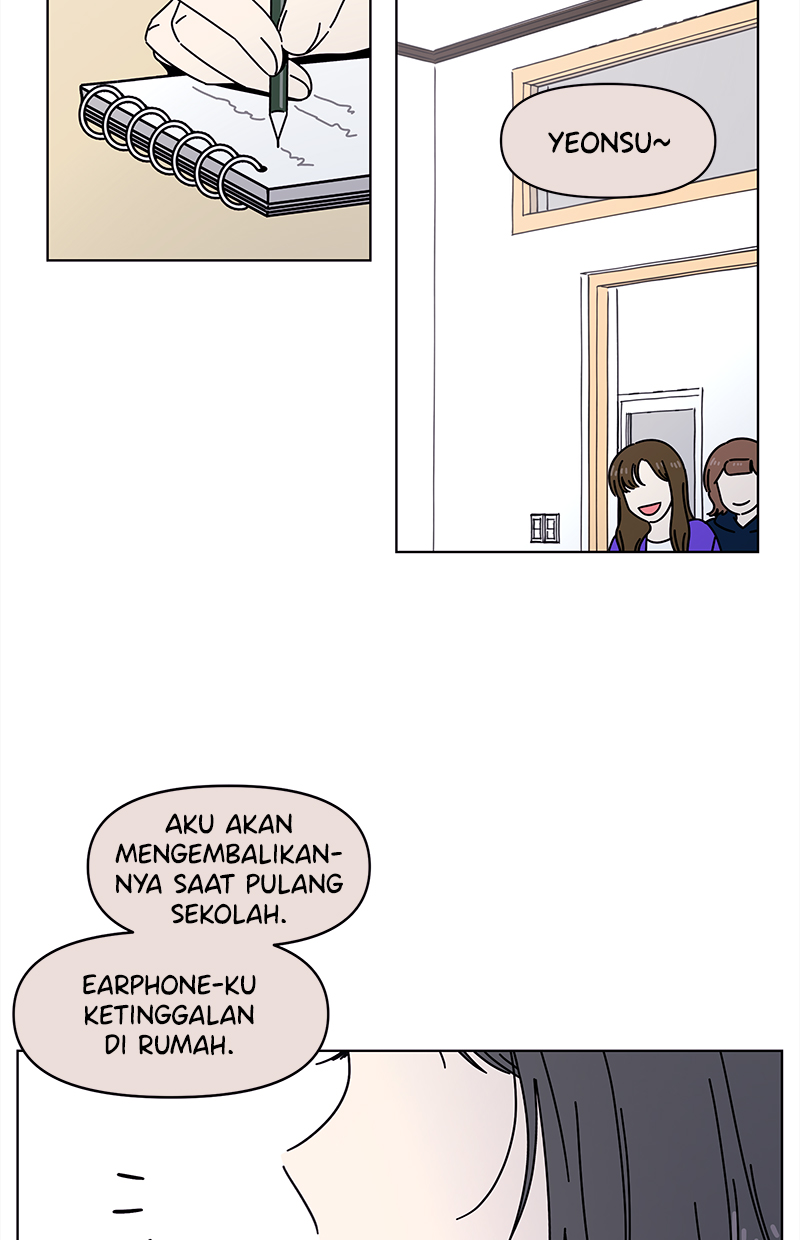 YEONSU~
AKU AKAN
MENGEMBALIKAN-
NYA SAAT PULANG
SEKOLAH.
EARPHONE-KU
KETINGGALAN
DI RUMAH.